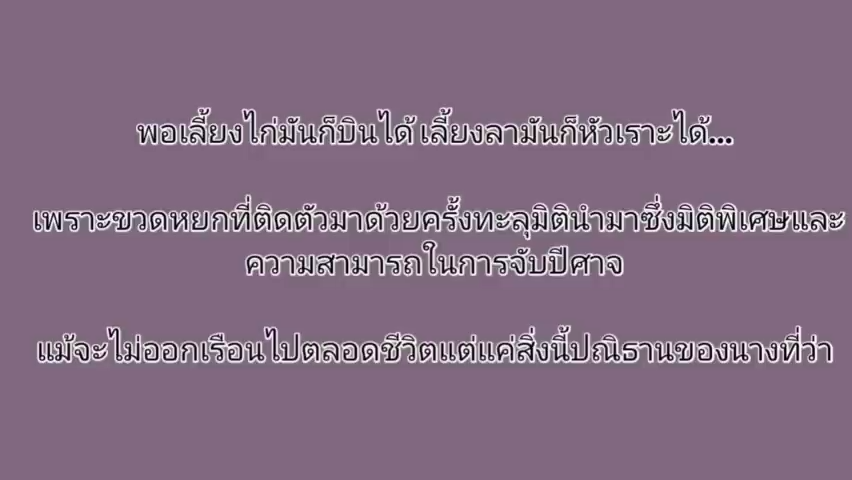 พอเลี้ยงไก่มันก็บินได้ เลี้ยงลามันก็หัวเราะได้...
เพราะขวดหยกที่ติดตัวมาด้วยครั้งทะลุมิตินำมาซึ่งมิติพิเศษและ
ความสามารถในการจับปีศาจ
แม้จะไม่ออกเรือนไปตลอดชีวิตแต่แค่สิ่งนี้ปณิธานของนางที่ว่า